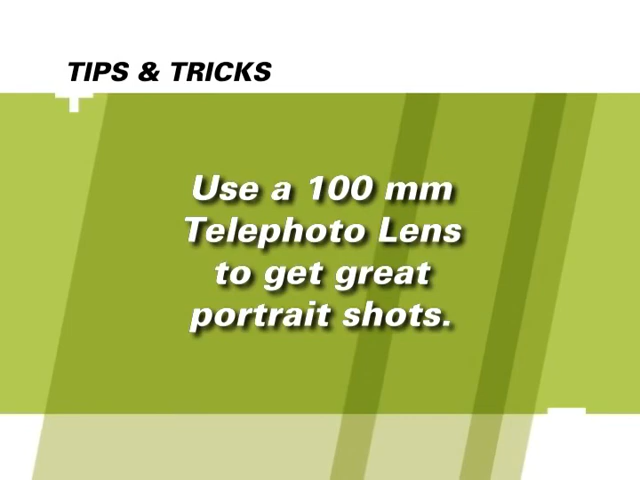 TIPS & TRICKS
Use a 100 mm
Telephoto Lens
to get great
portrait shots.